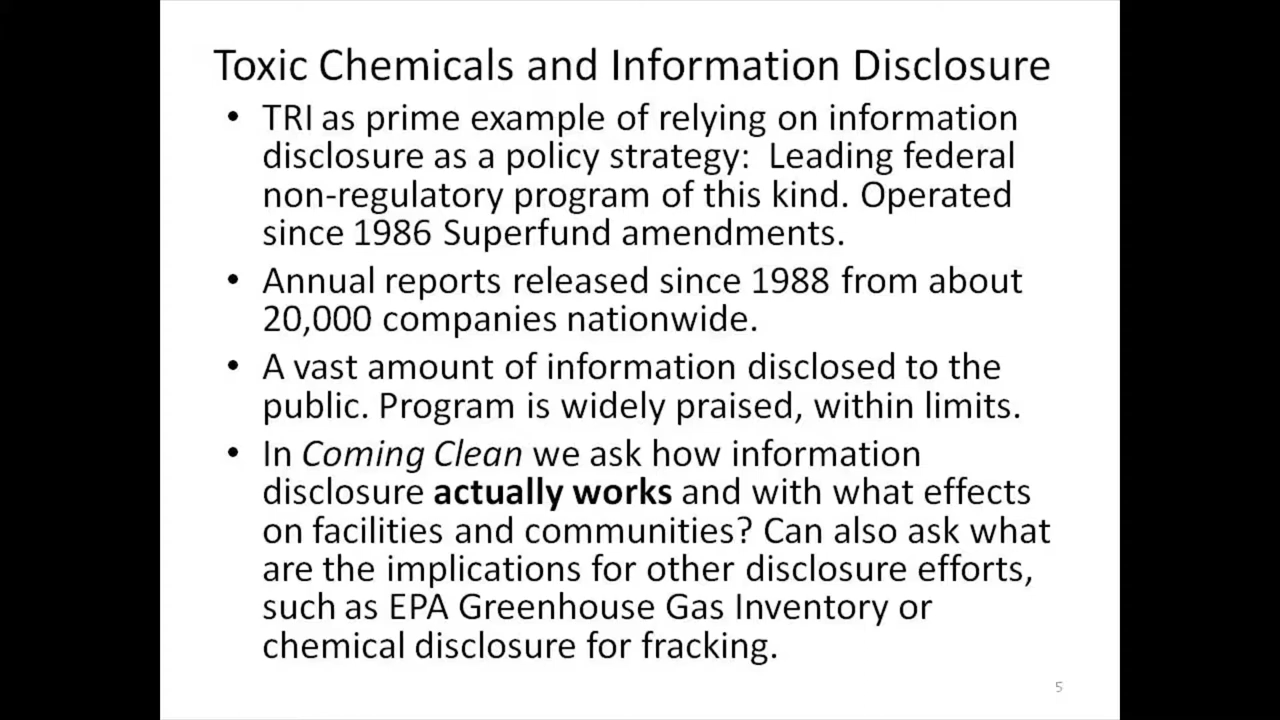 Toxic Chemicals and Information Disclosure
• TRI as prime example of relying on information
disclosure as a policy strategy:  Leading federal
non-regulatory program of this kind. Operated
since 1986 Superfund amendments.
• Annual reports released since 1988 from about
20,000 companies nationwide.
• A vast amount of information disclosed to the
public. Program is widely praised, within limits.
• In Coming Clean we ask how information
disclosure actually works and with what effects
on facilities and communities? Can also ask what
are the implications for other disclosure efforts,
such as EPA Greenhouse Gas Inventory or
chemical disclosure for fracking.
5